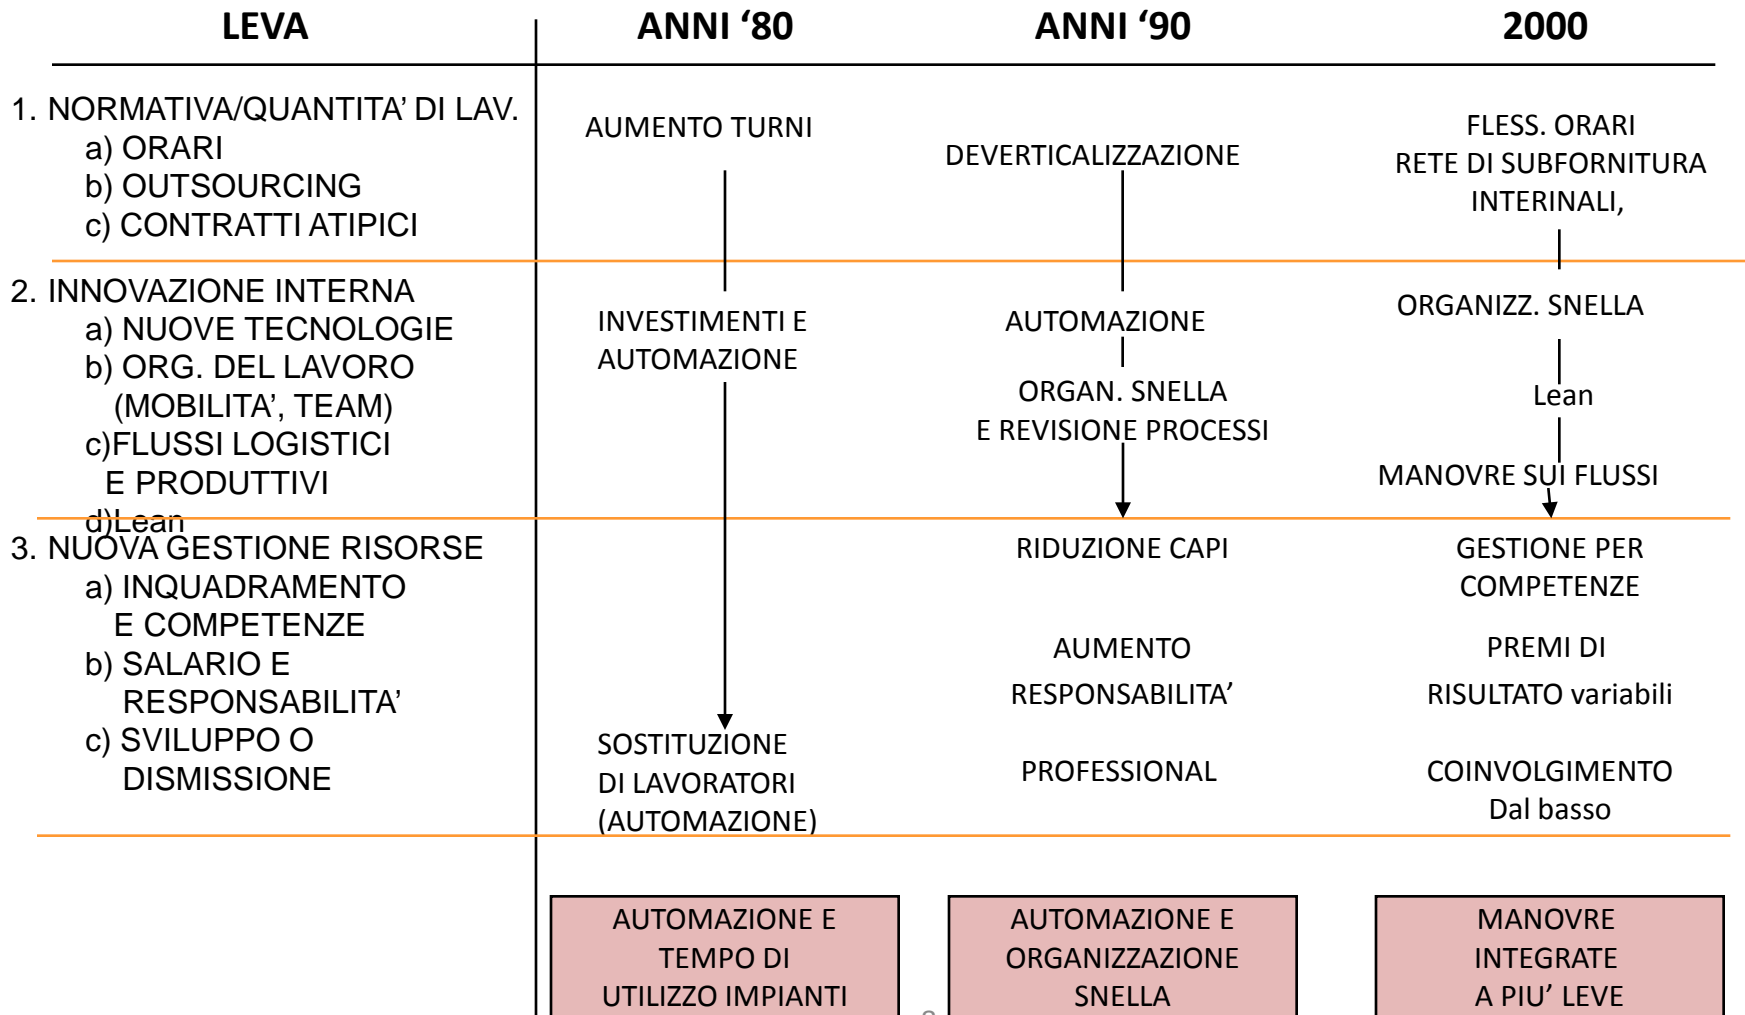 LEVA
ANNI ‘80
ANNI ‘90
2000
1. NORMATIVA/QUANTITA’ DI LAV.
a) ORARI
b) OUTSOURCING
c) CONTRATTI ATIPICI
AUMENTO TURNI
DEVERTICALIZZAZIONE
FLESS. ORARI
RETE DI SUBFORNITURA
INTERINALI,
2. INNOVAZIONE INTERNA
a) NUOVE TECNOLOGIE
b) ORG. DEL LAVORO
(MOBILITA’, TEAM)
c)FLUSSI LOGISTICI
E PRODUTTIVI
d)Lean
INVESTIMENTI E
AUTOMAZIONE
AUTOMAZIONE
ORGAN. SNELLA
E REVISIONE PROCESSI
ORGANIZZ. SNELLA
Lean
MANOVRE SUI FLUSSI
3. NUOVA GESTIONE RISORSE
a) INQUADRAMENTO
E COMPETENZE
b) SALARIO E
RESPONSABILITA’
c) SVILUPPO O
DISMISSIONE
SOSTITUZIONE
DI LAVORATORI
(AUTOMAZIONE)
RIDUZIONE CAPI
AUMENTO
RESPONSABILITA’
PROFESSIONAL
GESTIONE PER
COMPETENZE
PREMI DI
RISULTATO variabili
COINVOLGIMENTO
Dal basso
AUTOMAZIONE E
TEMPO DI
UTILIZZO IMPIANTI
AUTOMAZIONE E
ORGANIZZAZIONE
SNELLA
MANOVRE
INTEGRATE
A PIU’ LEVE